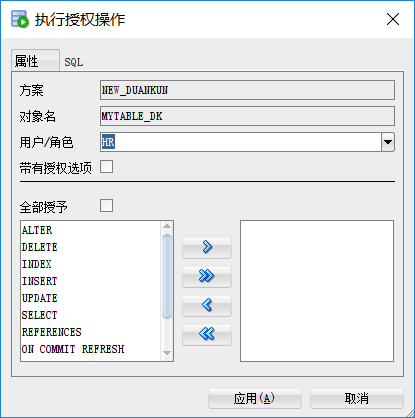 执行授权操作
属性 SQL
方案 NEW_DUANKUN
对象名 MYTABLE_DK
用户/角色 HR
带有授权选项
全部授予
ALTER
DELETE
INDEX
INSERT
UPDATE
SELECT
REFERENCES
ON COMMIT REFRESH
应用(A) 取消